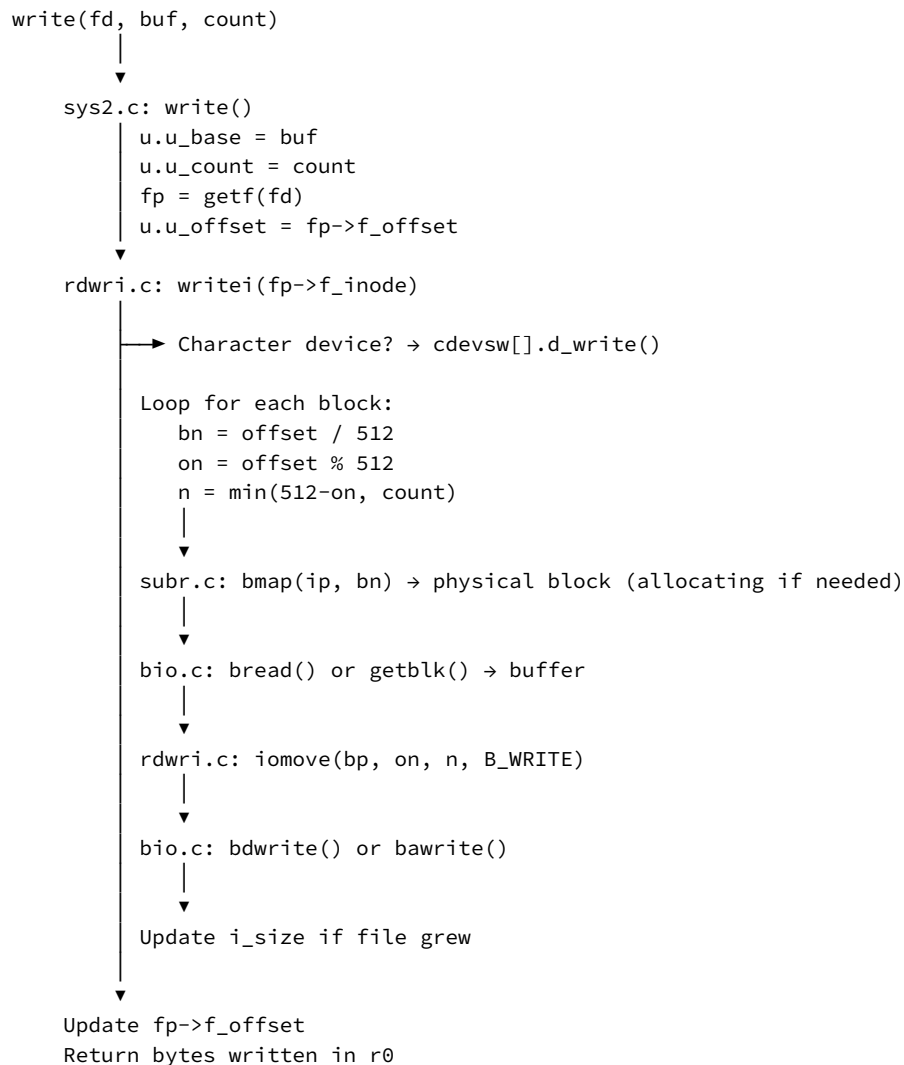 write(fd, buf, count)
sys2.c: write()
u.u_base = buf
u.u_count = count
fp = getf(fd)
u.u_offset = fp->f_offset
rdwri.c: writei(fp->f_inode)
Character device? → cdevsw[].d_write()
Loop for each block:
bn = offset / 512
on = offset % 512
n = min(512-on, count)
subr.c: bmap(ip, bn) → physical block (allocating if needed)
bio.c: bread() or getblk() → buffer
rdwri.c: iomove(bp, on, n, B_WRITE)
bio.c: bdwrite() or bawrite()
Update i_size if file grew
Update fp->f_offset
Return bytes written in r0